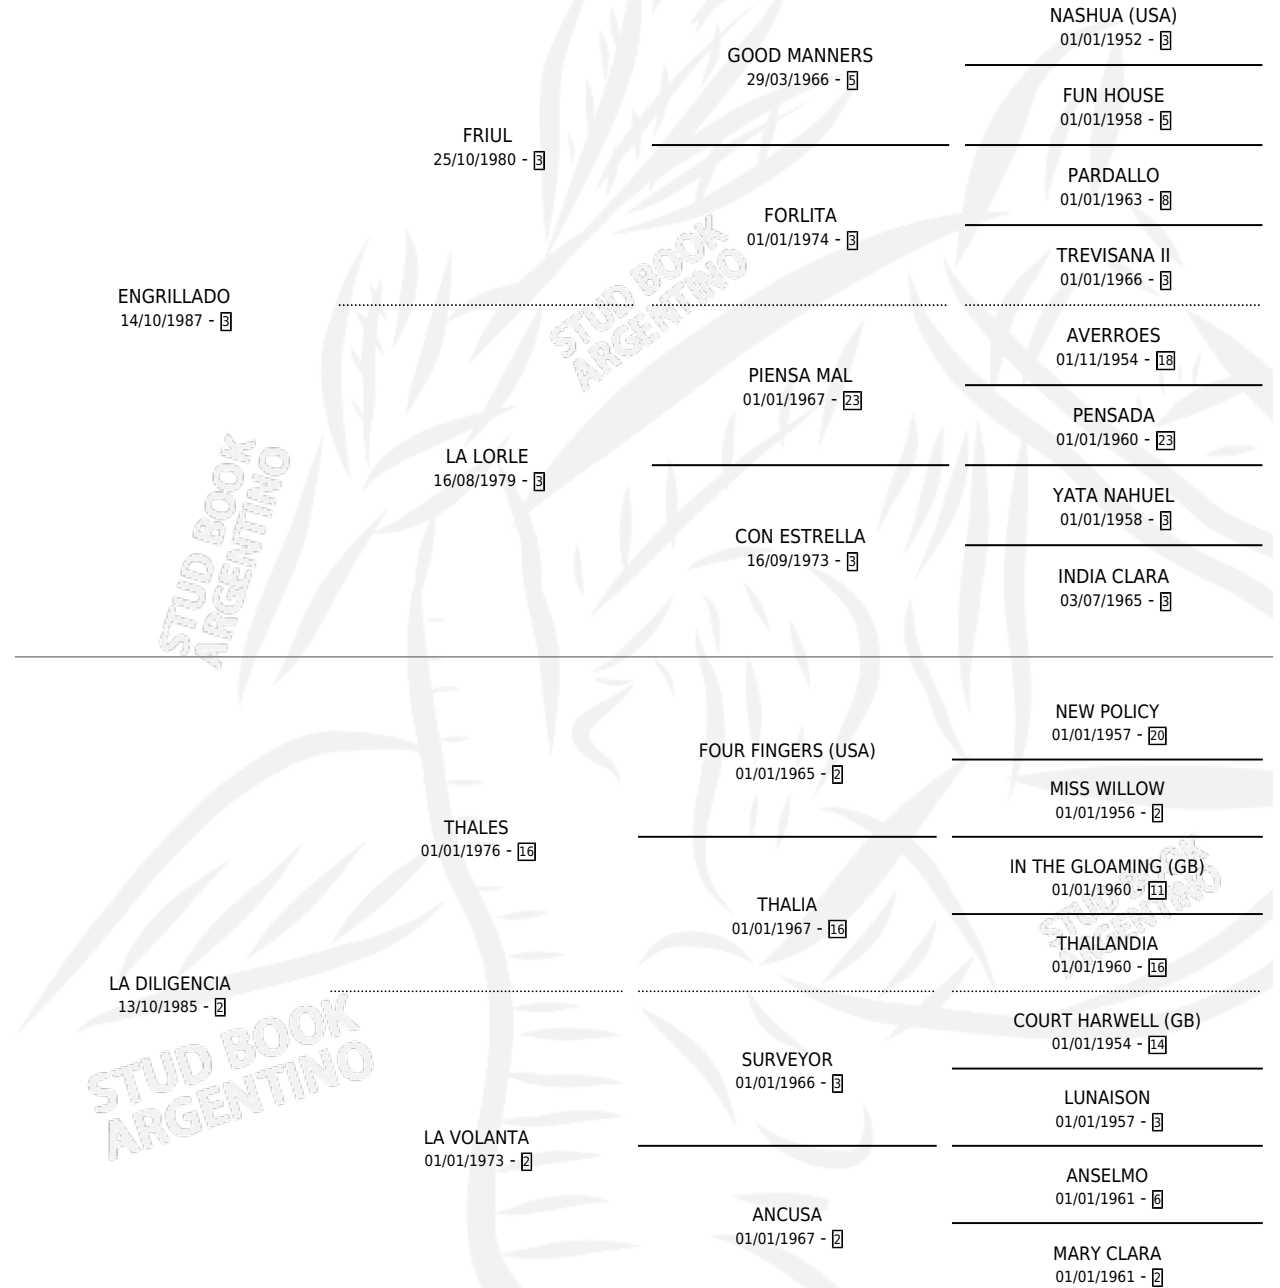 NASHUA (USA)
01/01/1952 - 3
GOOD MANNERS
29/03/1966 - 5
FUN HOUSE
01/01/1958 - 5
FRIUL
25/10/1980 - 3
PARDALLO
01/01/1963 - 8
FORLITA
01/01/1974 - 3
TREVISANA II
01/01/1966 - 3
ENGRILLADO
14/10/1987 - 3
STUD BOOK
ARGENTINO
AVERROES
01/11/1954 - 18
PIENSA MAL
01/01/1967 - 23
PENSADA
01/01/1960 - 23
LA LORLE
16/08/1979 - 3
YATA NAHUEL
01/01/1958 - 3
CON ESTRELLA
16/09/1973 - 3
INDIA CLARA
03/07/1965 - 3
STUD BOOK
ARGENTINO
NEW POLICY
01/01/1957 - 20
FOUR FINGERS (USA)
01/01/1965 - 2
MISS WILLOW
01/01/1956 - 2
THALES
01/01/1976 - 16
IN THE GLOAMING (GB)
01/01/1960 - 11
THALIA
01/01/1967 - 16
STUD BOOK
ARGENTINO
THAILANDIA
01/01/1960 - 16
LA DILIGENCIA
13/10/1985 - 2
STUD BOOK
ARGENTINO
COURT HARWELL (GB)
01/01/1954 - 14
SURVEYOR
01/01/1966 - 3
LUNAISON
01/01/1957 - 3
LA VOLANTA
01/01/1973 - 2
ANSELMO
01/01/1961 - 6
ANCUSA
01/01/1967 - 2
MARY CLARA
01/01/1961 - 2